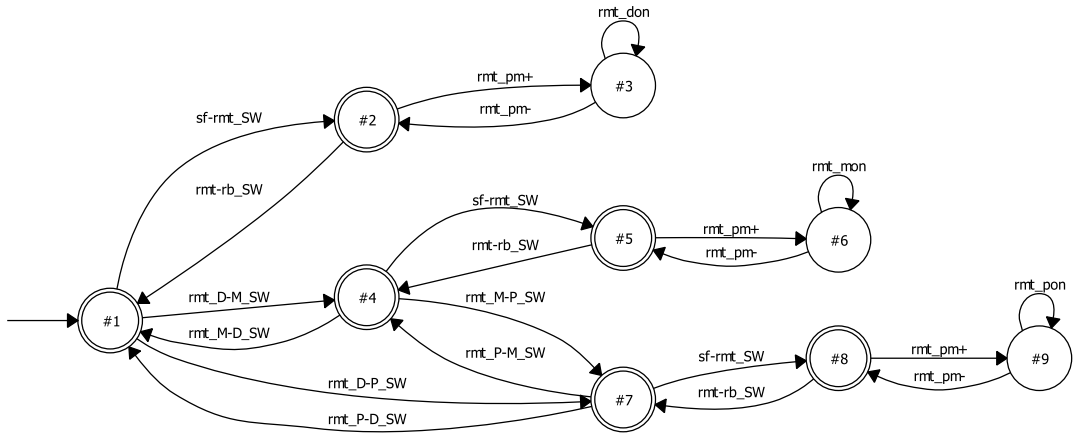 rmt_don
rmt_pm+
#3
rmt_pm-
sf-rmt_SW
#2
rmt-rb_SW
rmt_mon
sf-rmt_SW
rmt_pm+
#5
#6
rmt-rb_SW
rmt_pm-
rmt_D-M_SW
#4
rmt_M-P_SW
rmt_pon
#1
rmt_M-D_SW
rmt_P-M_SW
sf-rmt_SW
#8
rmt_pm+
#9
rmt_D-P_SW
rmt-rb_SW
rmt_pm-
#7
rmt_P-D_SW